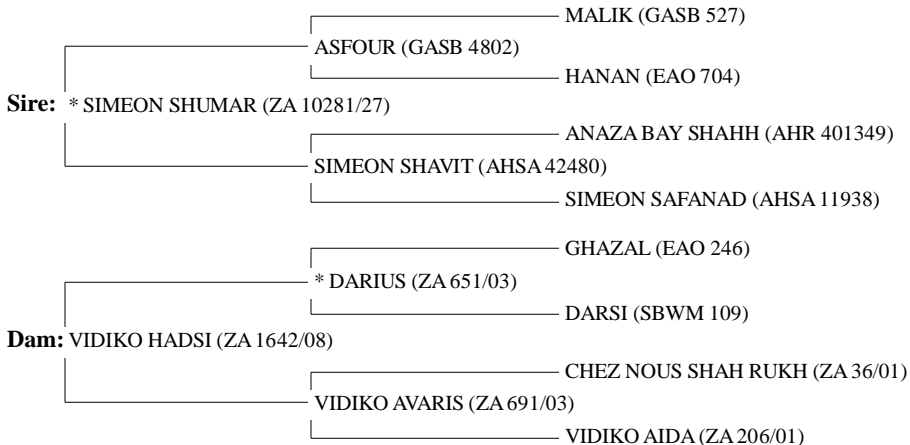 MALIK (GASB 527)
ASFOUR (GASB 4802)
HANAN (EAO 704)
Sire: * SIMEON SHUMAR (ZA 10281/27)
ANAZA BAY SHAHH (AHR 401349)
SIMEON SHAVIT (AHSA 42480)
SIMEON SAFANAD (AHSA 11938)
GHAZAL (EAO 246)
* DARIUS (ZA 651/03)
DARSI (SBWM 109)
Dam: VIDIKO HADSI (ZA 1642/08)
CHEZ NOUS SHAH RUKH (ZA 36/01)
VIDIKO AVARIS (ZA 691/03)
VIDIKO AIDA (ZA 206/01)